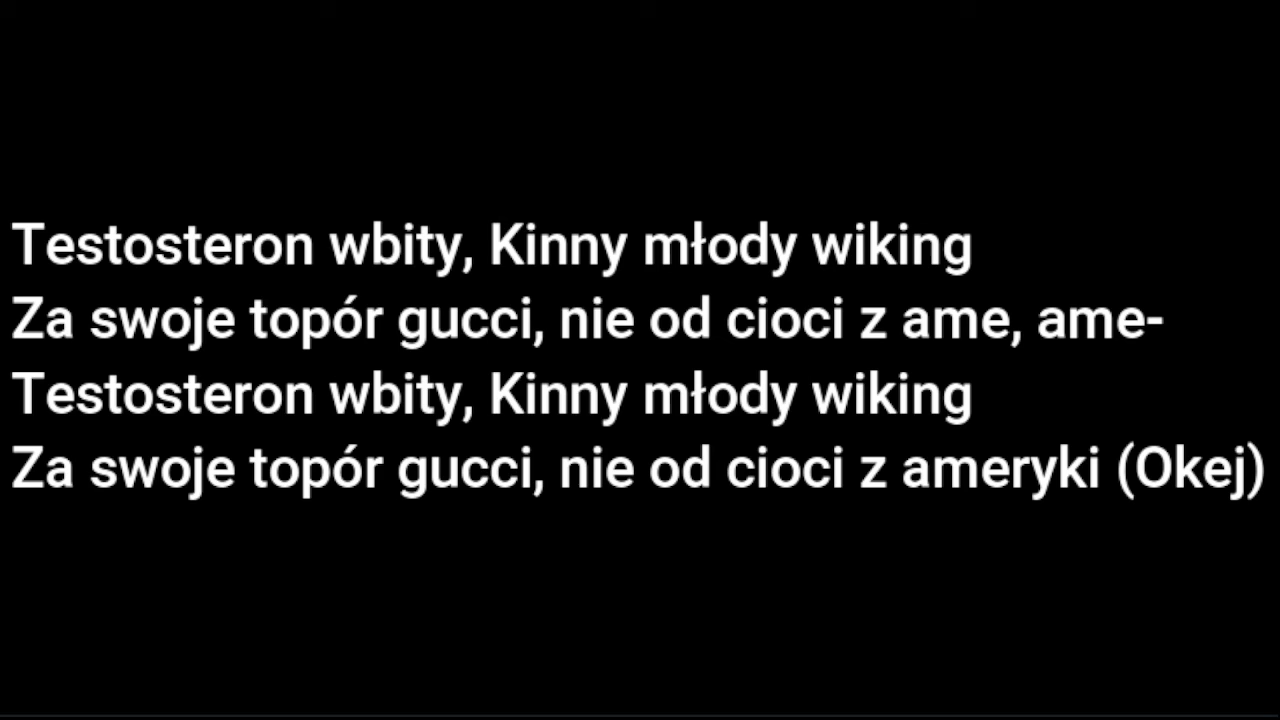 Testosteron wbity, Kinny młody wiking
Za swoje topór gucci, nie od cioci z ame, ame-
Testosteron wbity, Kinny młody wiking
Za swoje topór gucci, nie od cioci z ameryki (Okej)